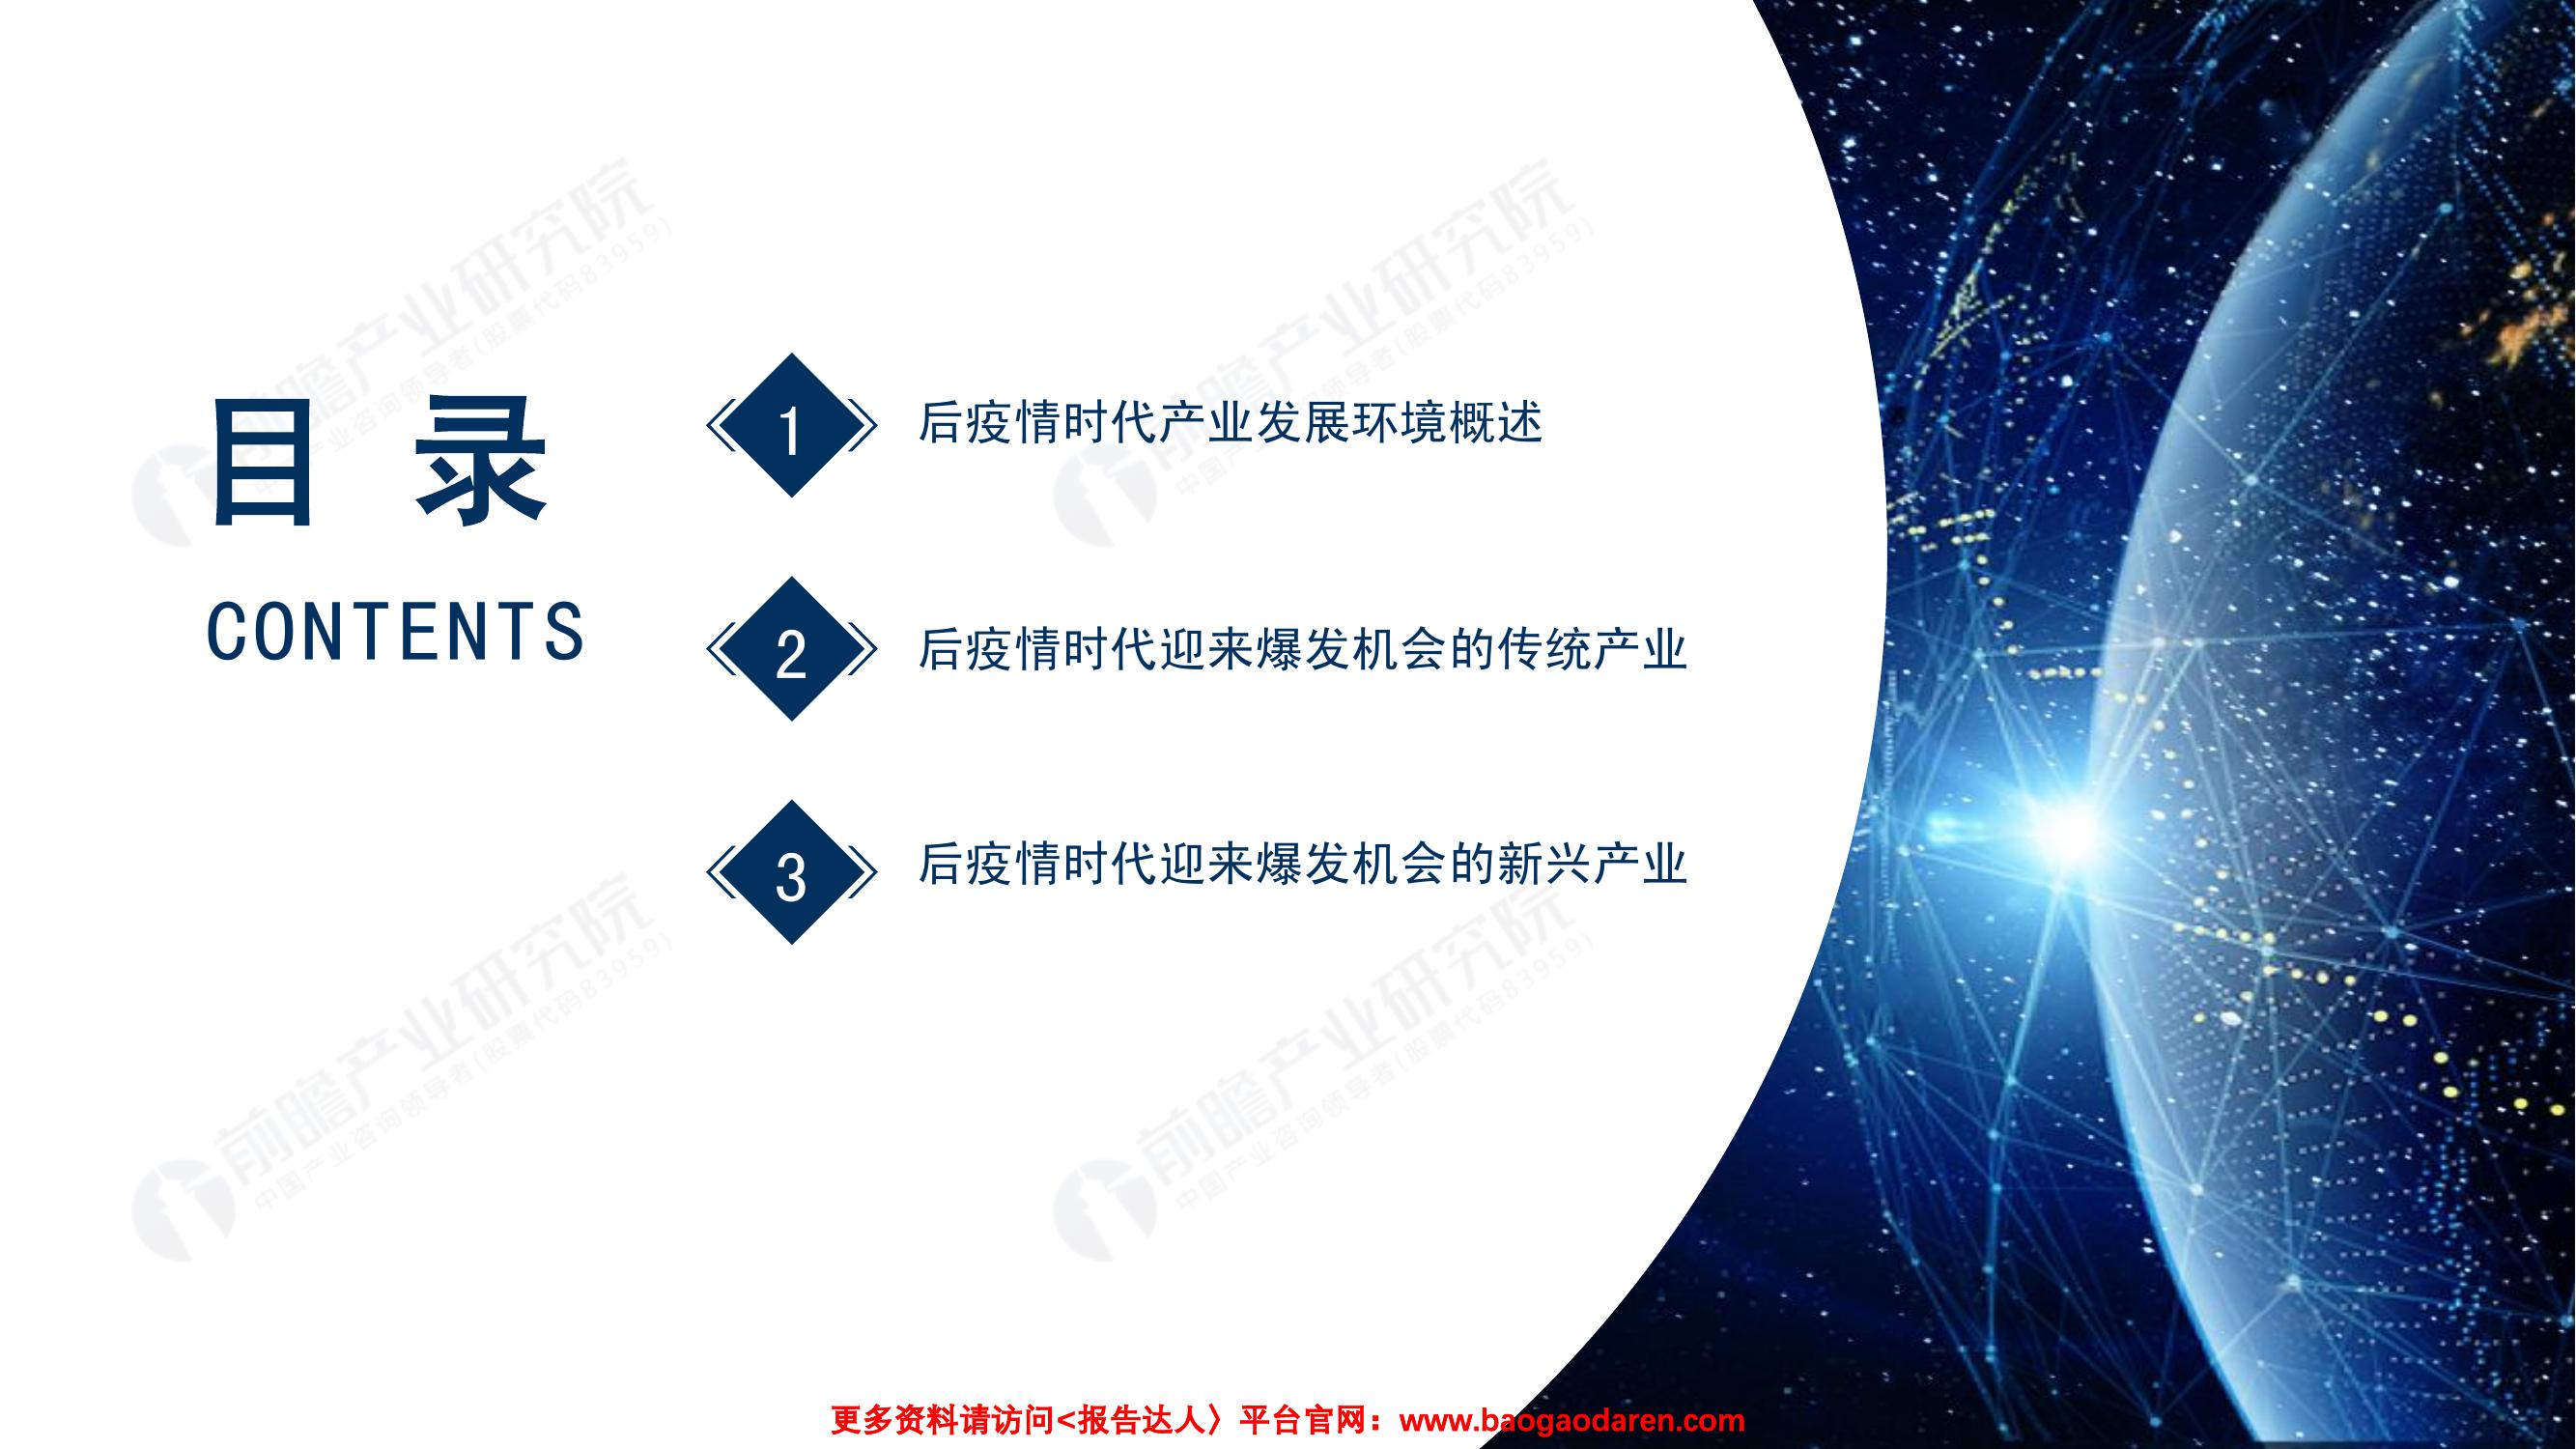 目 录
CONTENTS
1 后疫情时代产业发展环境概述
2 后疫情时代迎来爆发机会的传统产业
3 后疫情时代迎来爆发机会的新兴产业
前瞻产业研究院
中国产业咨询领导者(股票代码83959)
前瞻产业研究院
中国产业咨询领导者(股票代码83959)
前瞻产业研究院
中国产业咨询领导者(股票代码83959)
前瞻产业研究院
中国产业咨询领导者(股票代码83959)
更多资料请访问<报告达人〉平台官网：www.baogaodaren.com